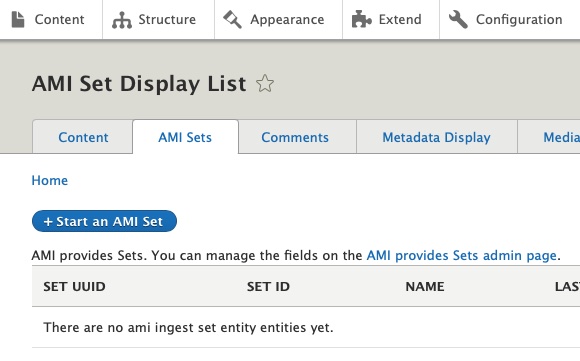 Content Structure Appearance Extend Configuration
AMI Set Display List
Content AMI Sets Comments Metadata Display Media
Home
+ Start an AMI Set
AMI provides Sets. You can manage the fields on the AMI provides Sets admin page.
SET UUID SET ID NAME LAS
There are no ami ingest set entity entities yet.